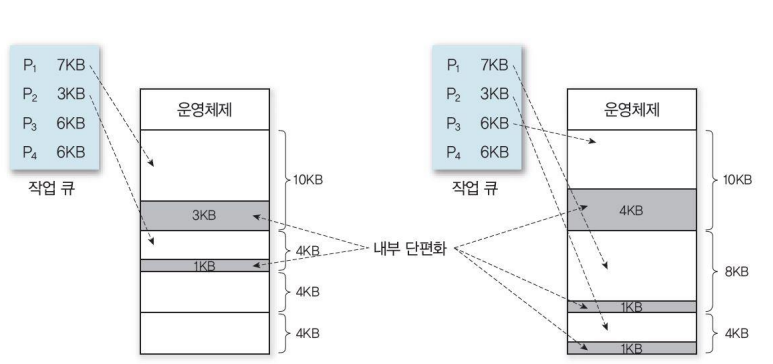 P₁ 7KB
P₂ 3KB
P₃ 6KB
P₄ 6KB
작업 큐
운영체제
3KB
1KB
10KB
4KB
4KB
4KB
내부 단편화
P₁ 7KB
P₂ 3KB
P₃ 6KB
P₄ 6KB
작업 큐
운영체제
4KB
1KB
1KB
10KB
8KB
4KB